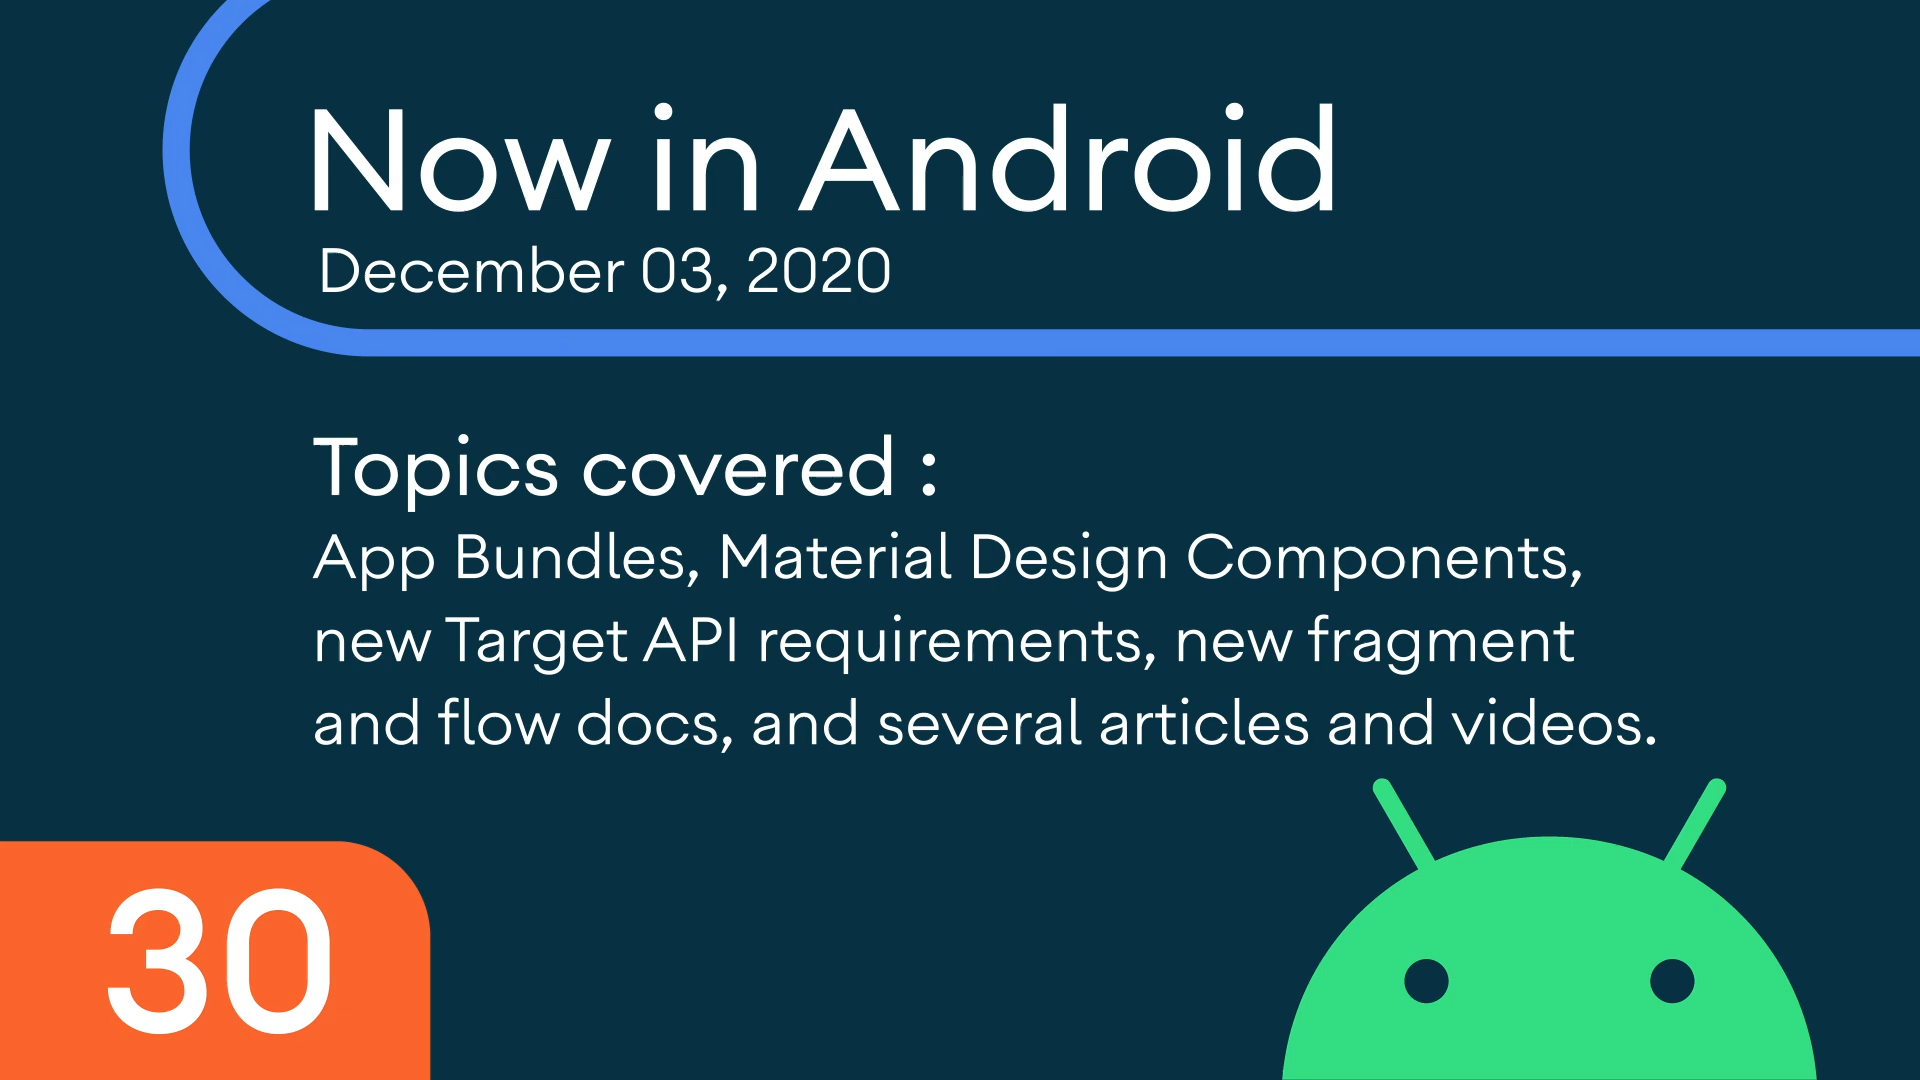 Now in Android
December 03, 2020
Topics covered :
App Bundles, Material Design Components,
new Target API requirements, new fragment
and flow docs, and several articles and videos.
30